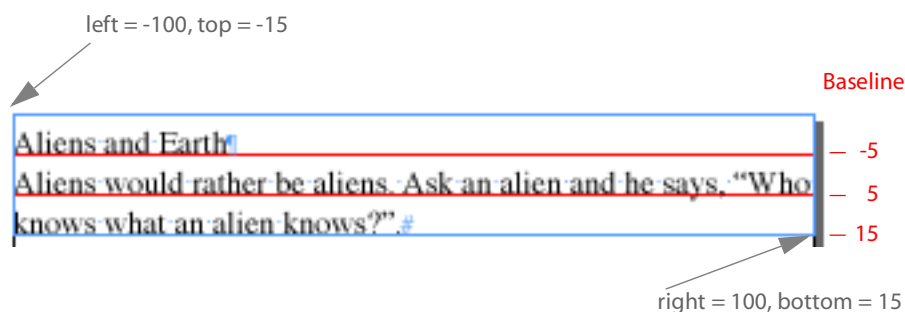 left = -100, top = -15
Baseline
Aliens and Earth¶
-5
Aliens would rather be aliens. Ask an alien and he says, “Who
5
knows what an alien knows?”.#
15
right = 100, bottom = 15